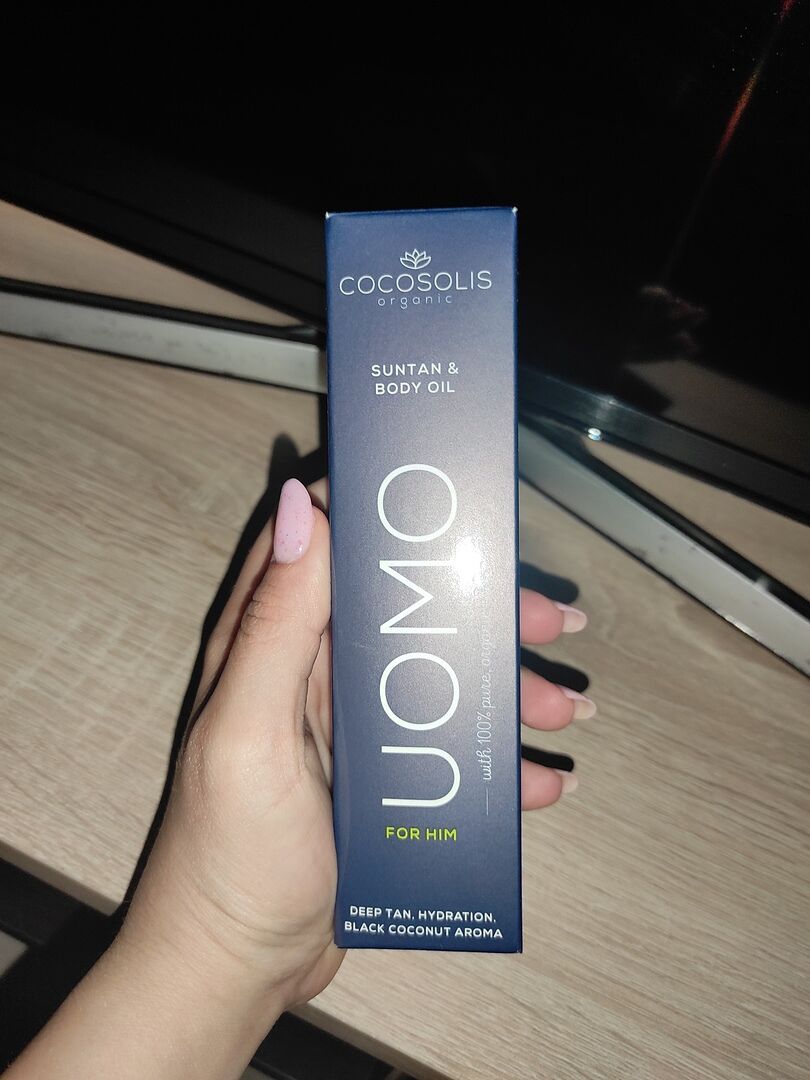 COCOSOLIS
organic
SUNTAN &
BODY OIL
UOMO
with 100% pure,
FOR HIM
DEEP TAN, HYDRATION,
BLACK COCONUT AROMA